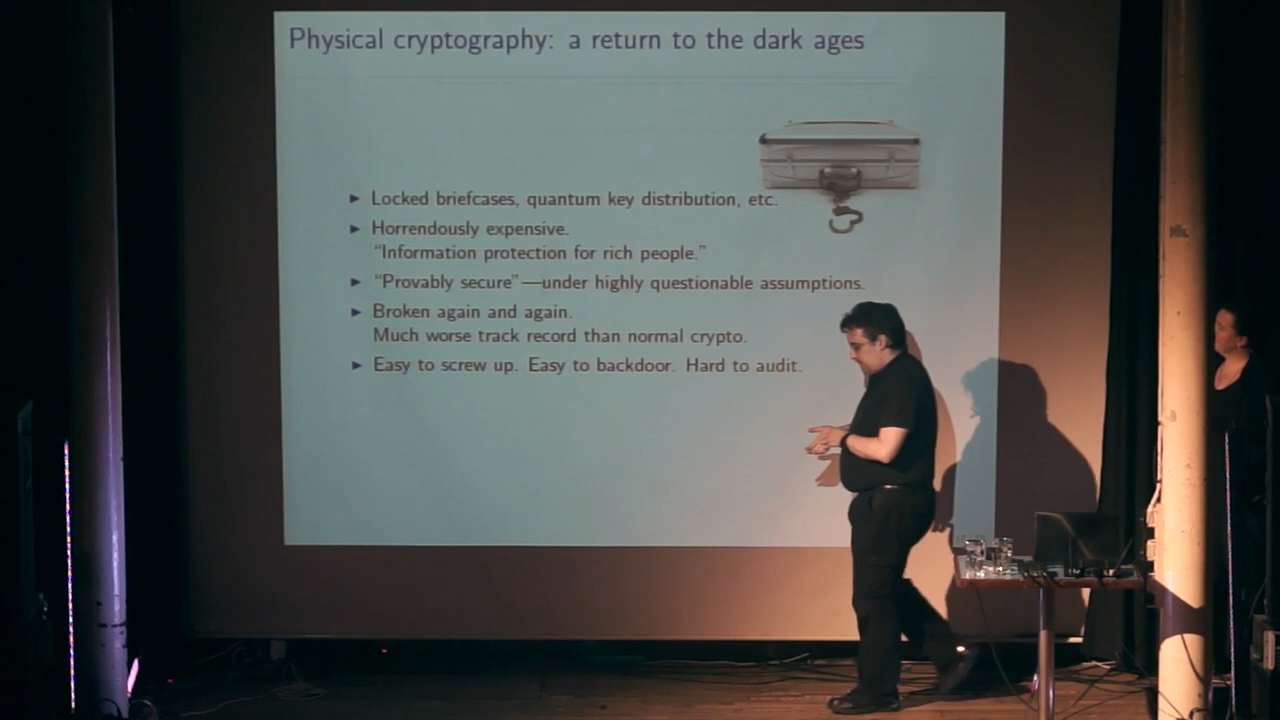 Physical cryptography: a return to the dark ages
► Locked briefcases, quantum key distribution, etc.
► Horrendously expensive.
“Information protection for rich people.”
► “Provably secure”—under highly questionable assumptions.
► Broken again and again.
Much worse track record than normal crypto.
► Easy to screw up. Easy to backdoor. Hard to audit.